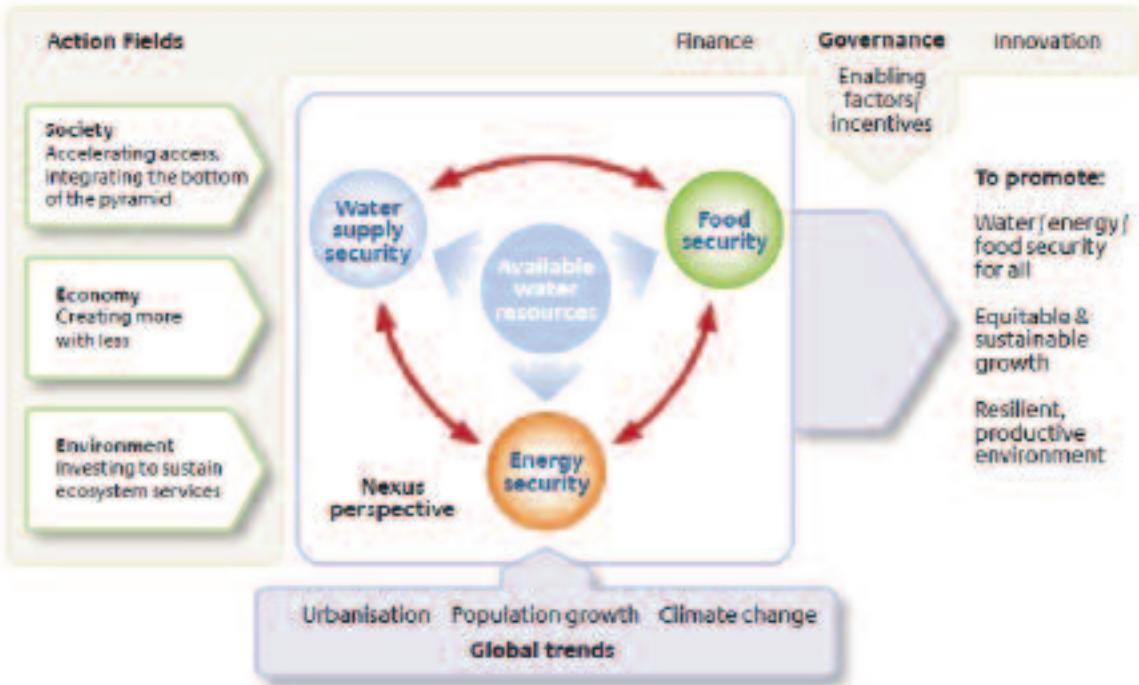 Action Fields
Finance
Governance
Innovation
Enabling
factors/
incentives
Society
Accelerating access,
integrating the bottom
of the pyramid
Economy
Creating more
with less
Environment
Investing to sustain
ecosystem services
Water
supply
security
Food
security
Available
water
resources
Energy
security
Nexus
perspective
To promote:
Water/energy/
food security
for all
Equitable &
sustainable
growth
Resilient,
productive
environment
Urbanisation
Population growth
Climate change
Global trends